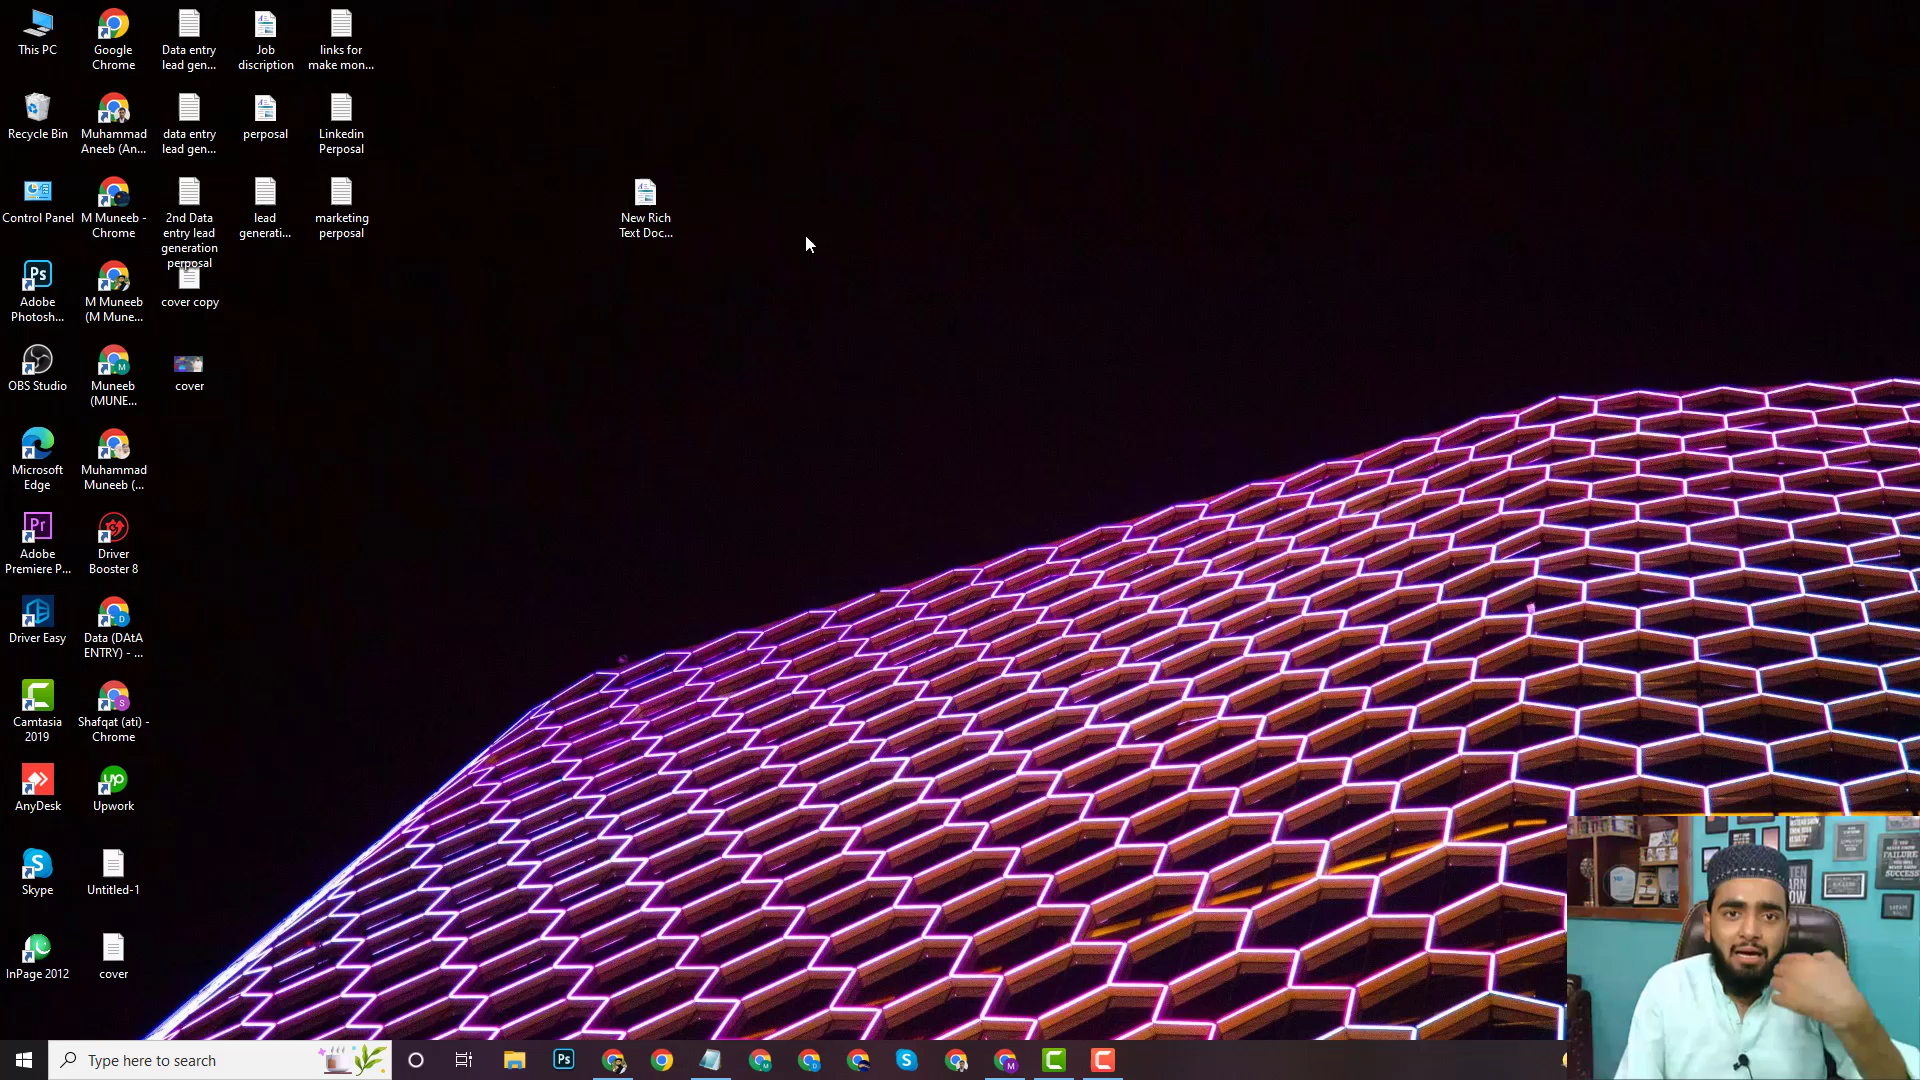 This PC
Google
Chrome
Data entry
lead gen...
Job
discription
links for
make mon...
Recycle Bin
Muhammad
Aneeb (An...
data entry
lead gen...
perposal
Linkedin
Perposal
Control Panel
M Muneeb -
Chrome
2nd Data
entry lead
generation
perposal
lead
generati...
marketing
perposal
New Rich
Text Doc...
Adobe
Photosh...
M Muneeb
(M Mune...
cover copy
OBS Studio
Muneeb
(MUNE...
cover
Microsoft
Edge
Muhammad
Muneeb (...
Adobe
Premiere P...
Driver
Booster 8
Driver Easy
Data (DAtA
ENTRY) - ...
Camtasia
2019
Shafqat (ati) -
Chrome
AnyDesk
Upwork
Skype
Untitled-1
InPage 2012
cover
Type here to search
FAILURE
SUCCESS